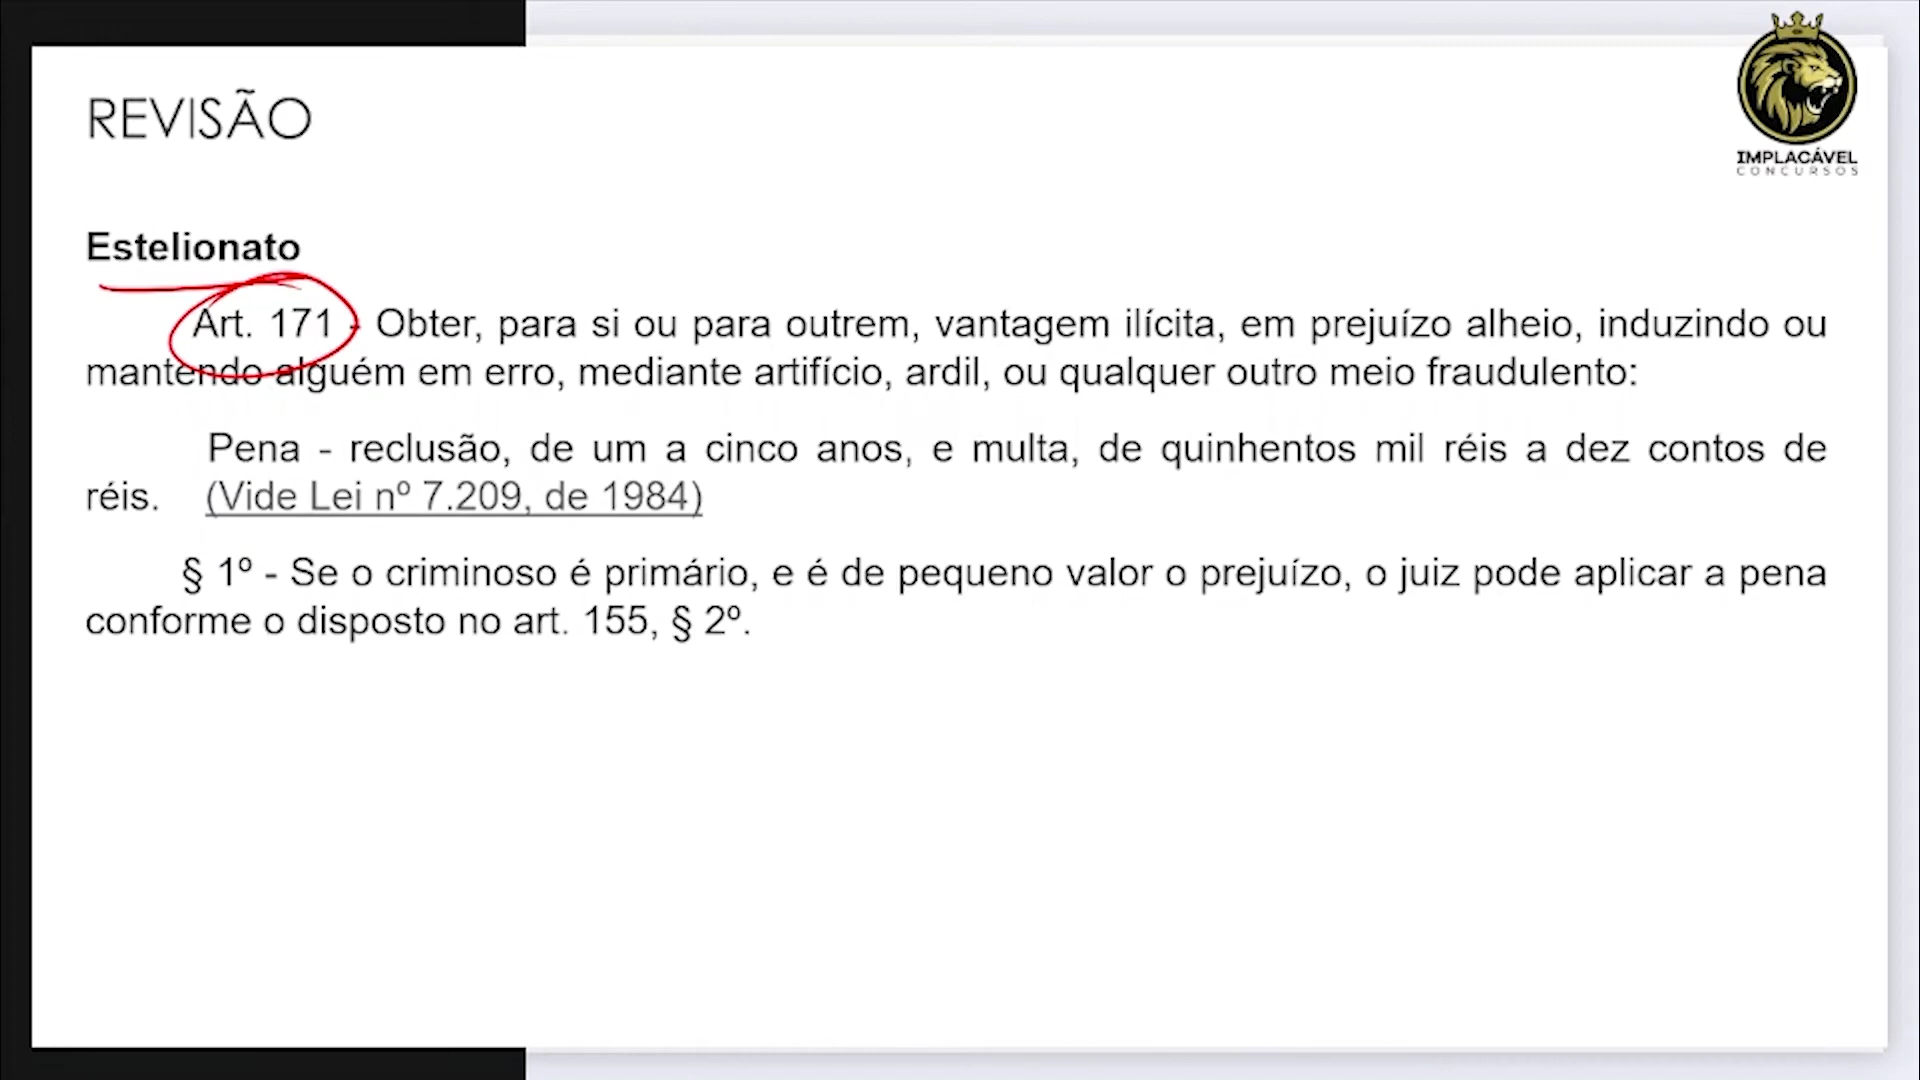 IMPLACÁVEL
CONCURSOS
REVISÃO
Estelionato
Art. 171 - Obter, para si ou para outrem, vantagem ilícita, em prejuízo alheio, induzindo ou
mantendo alguém em erro, mediante artifício, ardil, ou qualquer outro meio fraudulento:
Pena - reclusão, de um a cinco anos, e multa, de quinhentos mil réis a dez contos de
réis. (Vide Lei nº 7.209, de 1984)
§ 1º - Se o criminoso é primário, e é de pequeno valor o prejuízo, o juiz pode aplicar a pena
conforme o disposto no art. 155, § 2º.